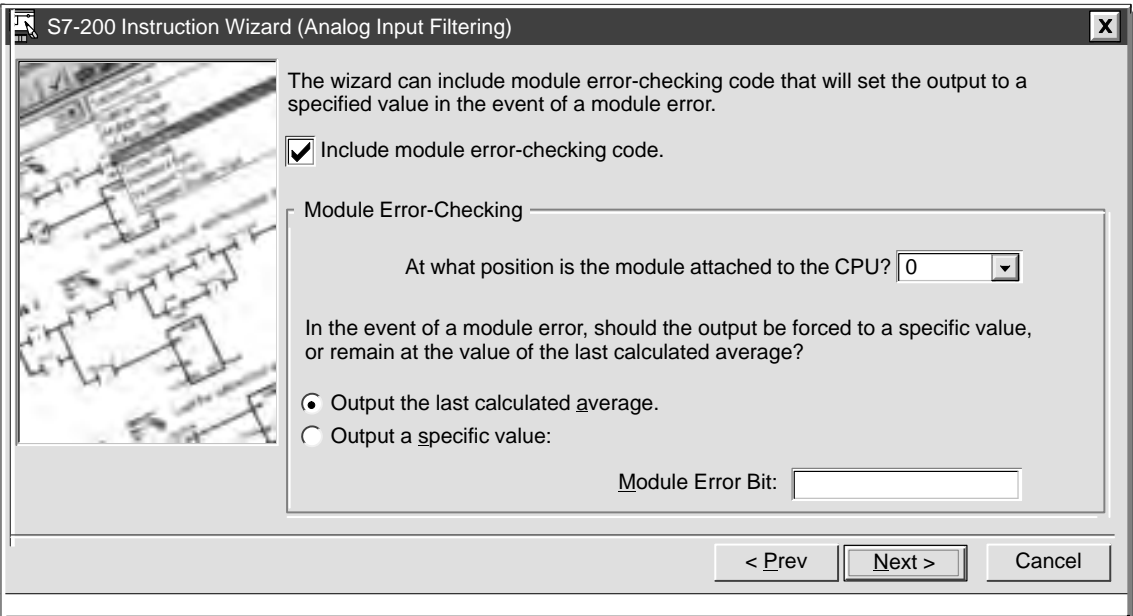 S7-200 Instruction Wizard (Analog Input Filtering)
The wizard can include module error-checking code that will set the output to a
specified value in the event of a module error.
Include module error-checking code.
Module Error-Checking
At what position is the module attached to the CPU? 0
In the event of a module error, should the output be forced to a specific value,
or remain at the value of the last calculated average?
Output the last calculated average.
Output a specific value:
Module Error Bit:
< Prev Next > Cancel